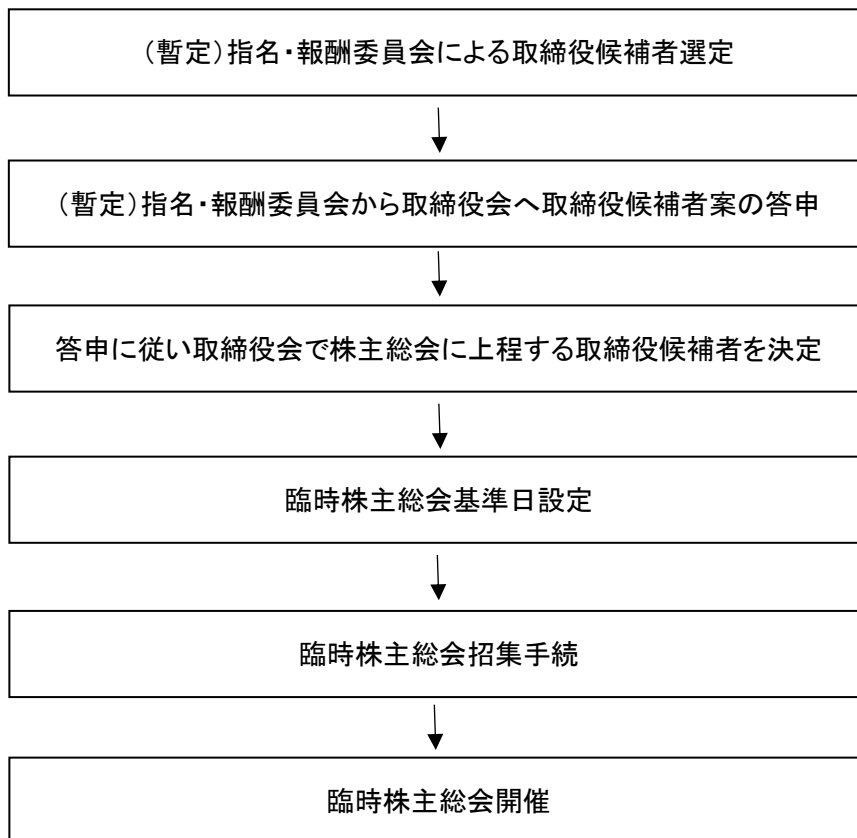 （暫定）指名・報酬委員会による取締役候補者選定
（暫定）指名・報酬委員会から取締役会へ取締役候補者案の答申
答申に従い取締役会で株主総会に上程する取締役候補者を決定
臨時株主総会基準日設定
臨時株主総会招集手続
臨時株主総会開催